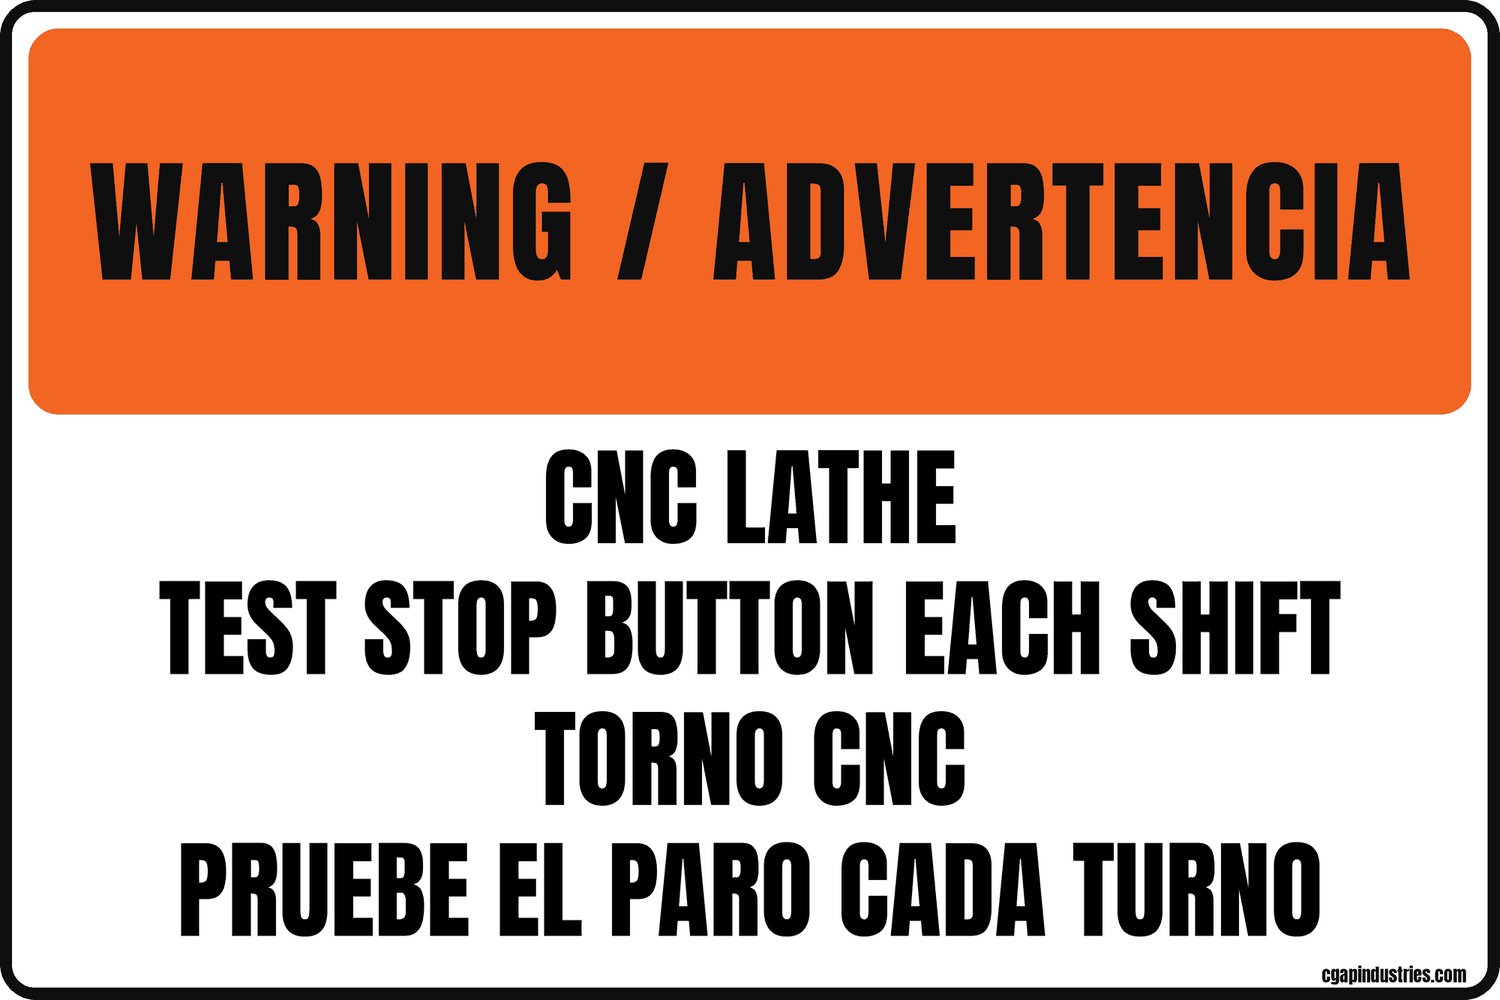 WARNING / ADVERTENCIA
CNC LATHE
TEST STOP BUTTON EACH SHIFT
TORNO CNC
PRUEBE EL PARO CADA TURNO
cgapindustries.com